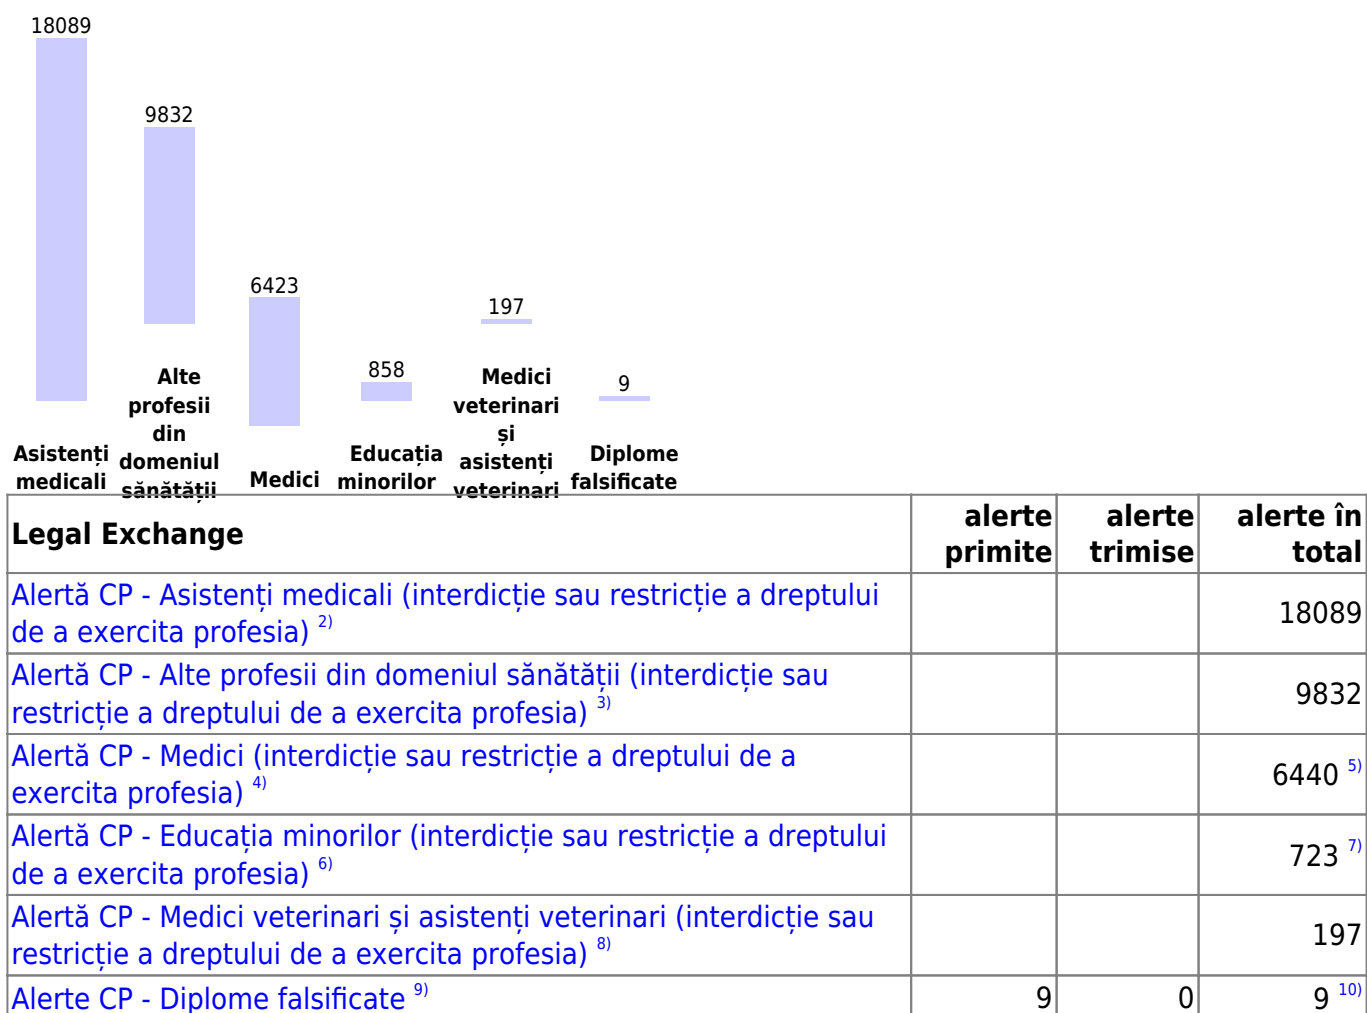 18089
9832
6423
858
197
9
Asistenți
medicali
Alte
profesii
din
domeniul
sănătății
Medici
Educația
minorilor
Medici
veterinari
și
asistenți
veterinari
Diplome
falsificate
Legal Exchange
alerte
primite
alerte
trimise
alerte în
total
Alertă CP - Asistenți medicali (interdicție sau restricție a dreptului
de a exercita profesia) 2)
18089
Alertă CP - Alte profesii din domeniul sănătății (interdicție sau
restricție a dreptului de a exercita profesia) 3)
9832
Alertă CP - Medici (interdicție sau restricție a dreptului de a
exercita profesia) 4)
6440 5)
Alertă CP - Educația minorilor (interdicție sau restricție a dreptului
de a exercita profesia) 6)
723 7)
Alertă CP - Medici veterinari și asistenți veterinari (interdicție sau
restricție a dreptului de a exercita profesia) 8)
197
Alerte CP - Diplome falsificate 9)
9
0
9 10)